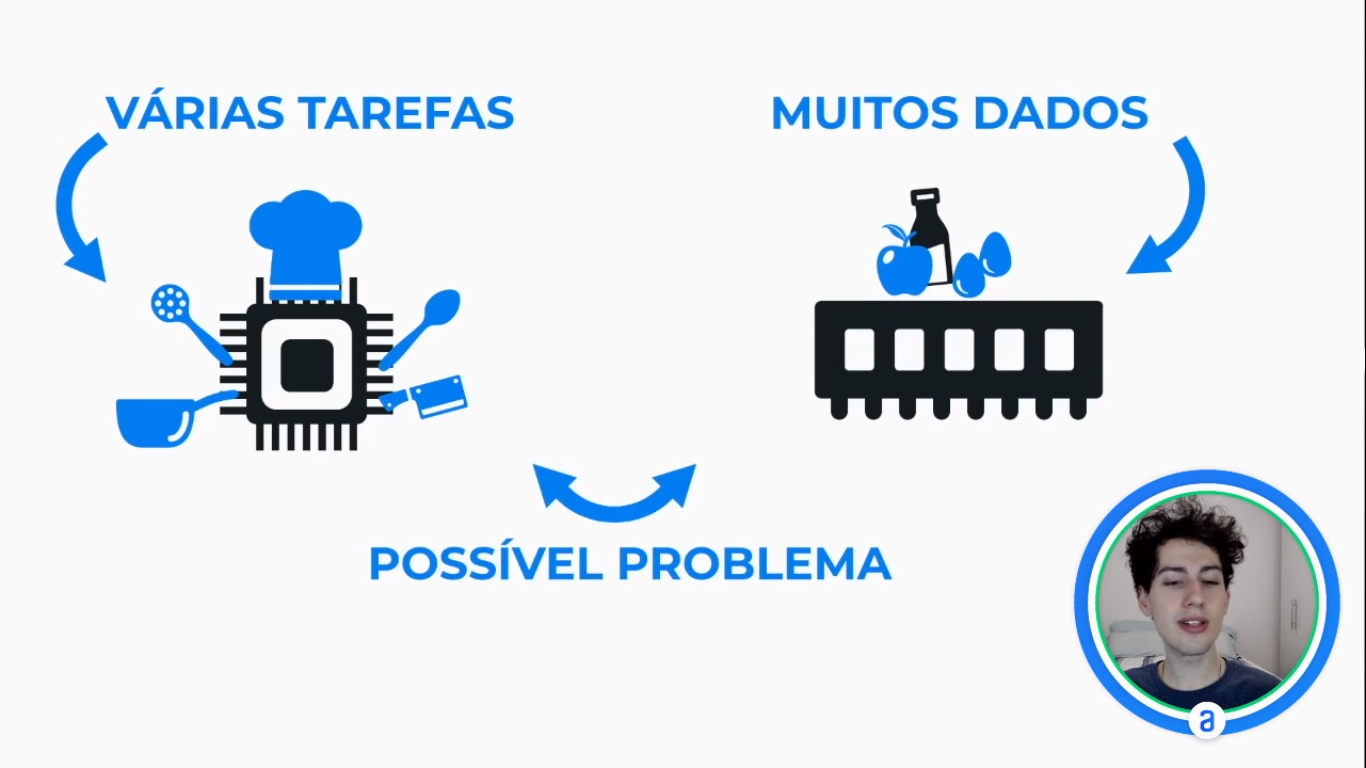 VÁRIAS TAREFAS
MUITOS DADOS
POSSÍVEL PROBLEMA
a